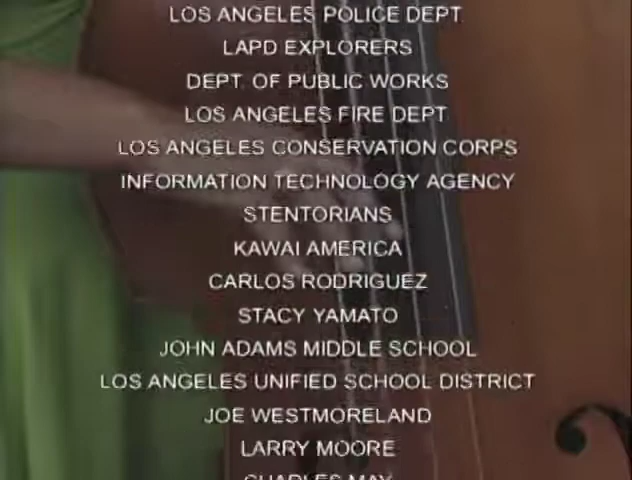 LOS ANGELES POLICE DEPT
LAPD EXPLORERS
DEPT. OF PUBLIC WORKS
LOS ANGELES FIRE DEPT
LOS ANGELES CONSERVATION CORPS
INFORMATION TECHNOLOGY AGENCY
STENTORIANS
KAWAI AMERICA
CARLOS RODRIGUEZ
STACY YAMATO
JOHN ADAMS MIDDLE SCHOOL
LOS ANGELES UNIFIED SCHOOL DISTRICT
JOE WESTMORELAND
LARRY MOORE
CHARLES MAY